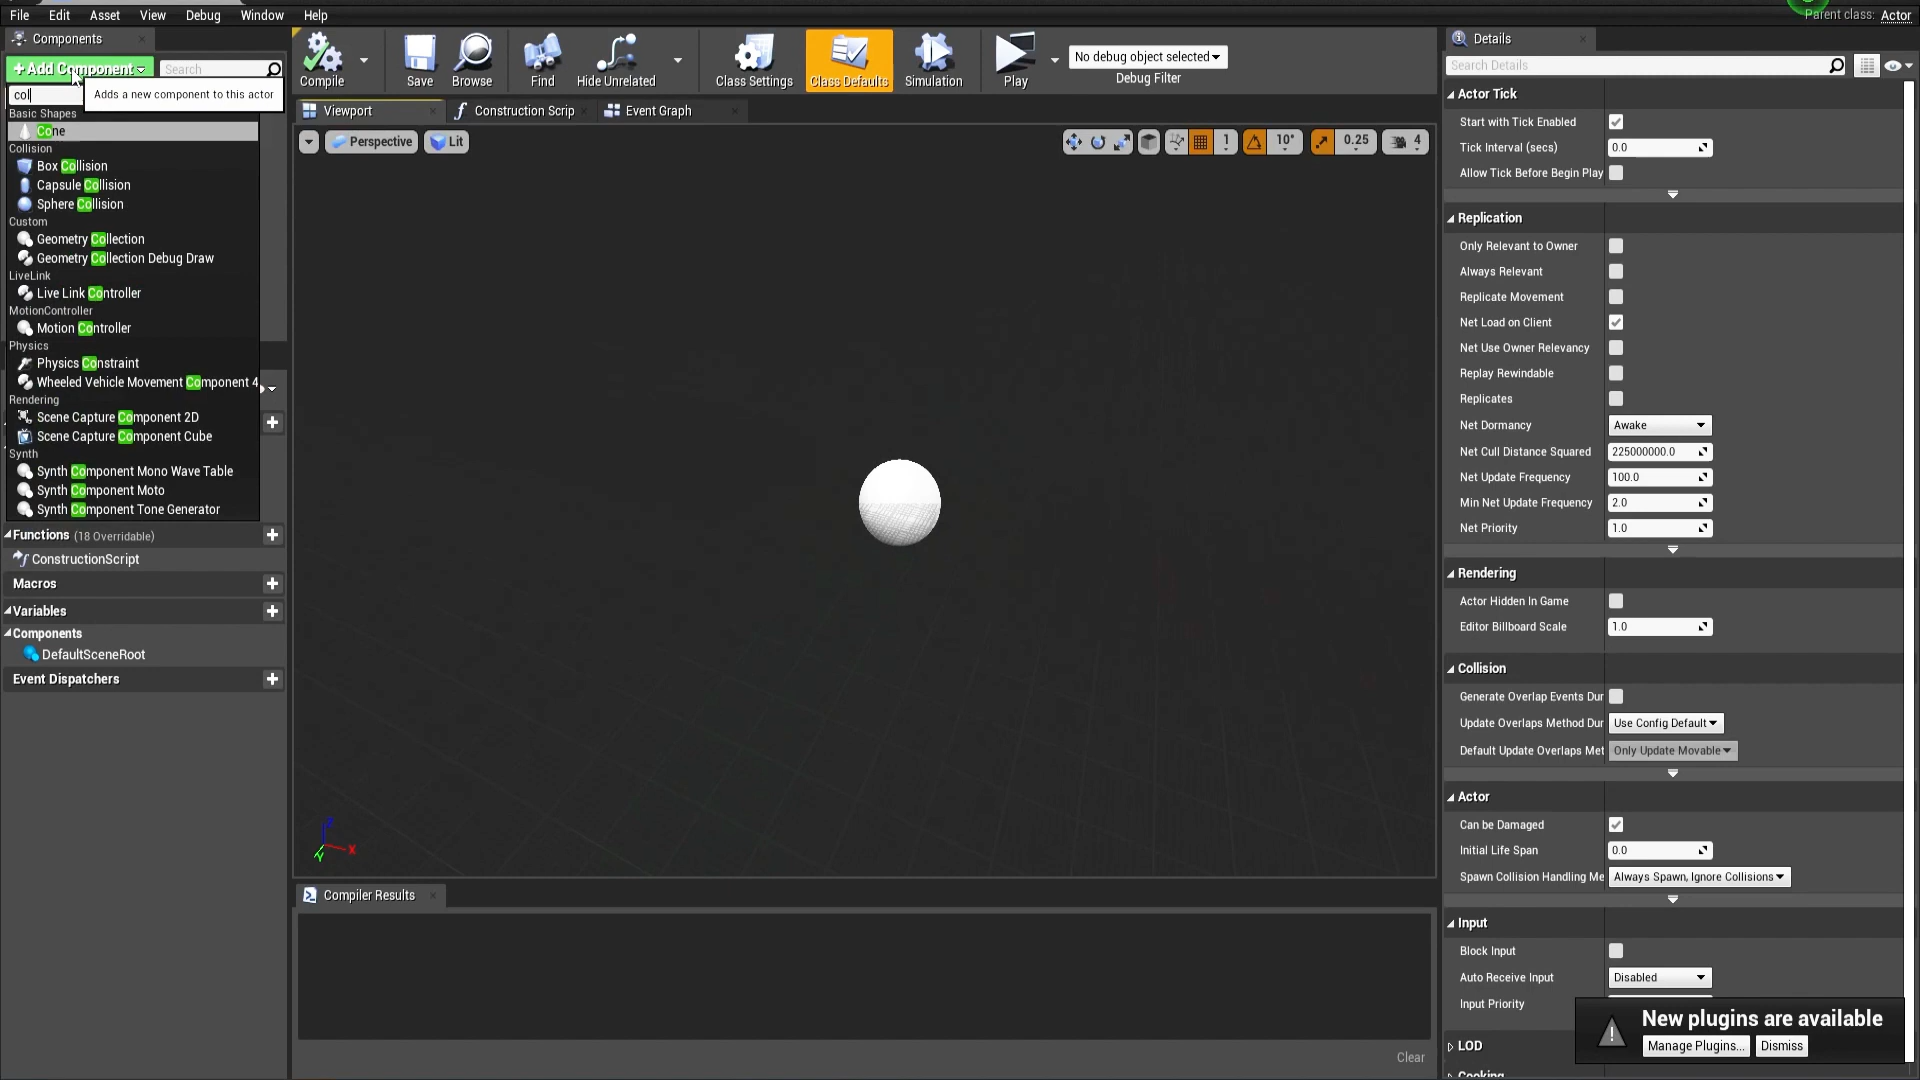 File Edit Asset View Debug Window Help
Parent class: Actor
Components
+Add Component
Search
col
Adds a new component to this actor
Basic Shapes
Cone
Collision
Box Collision
Capsule Collision
Sphere Collision
Custom
Geometry Collection
Geometry Collection Debug Draw
LiveLink
Live Link Controller
MotionController
Motion Controller
Physics
Physics Constraint
Wheeled Vehicle Movement Component 4
Rendering
Scene Capture Component 2D
Scene Capture Component Cube
Synth
Synth Component Mono Wave Table
Synth Component Moto
Synth Component Tone Generator
Functions (18 Overridable)
ConstructionScript
Macros
Variables
Components
DefaultSceneRoot
Event Dispatchers
Compile
Save
Browse
Find
Hide Unrelated
Class Settings
Class Defaults
Simulation
Play
No debug object selected
Debug Filter
Viewport
Construction Scrip
Event Graph
Perspective
Lit
1
10°
0.25
4
Z
X
Y
Compiler Results
Clear
Details
Search Details
Actor Tick
Start with Tick Enabled
Tick Interval (secs) 0.0
Allow Tick Before Begin Play
Replication
Only Relevant to Owner
Always Relevant
Replicate Movement
Net Load on Client
Net Use Owner Relevancy
Replay Rewindable
Replicates
Net Dormancy Awake
Net Cull Distance Squared 225000000.0
Net Update Frequency 100.0
Min Net Update Frequency 2.0
Net Priority 1.0
Rendering
Actor Hidden In Game
Editor Billboard Scale 1.0
Collision
Generate Overlap Events Dur
Update Overlaps Method Dur Use Config Default
Default Update Overlaps Met Only Update Movable
Actor
Can be Damaged
Initial Life Span 0.0
Spawn Collision Handling Me Always Spawn, Ignore Collisions
Input
Block Input
Auto Receive Input Disabled
Input Priority
LOD
Cooking
New plugins are available
Manage Plugins... Dismiss